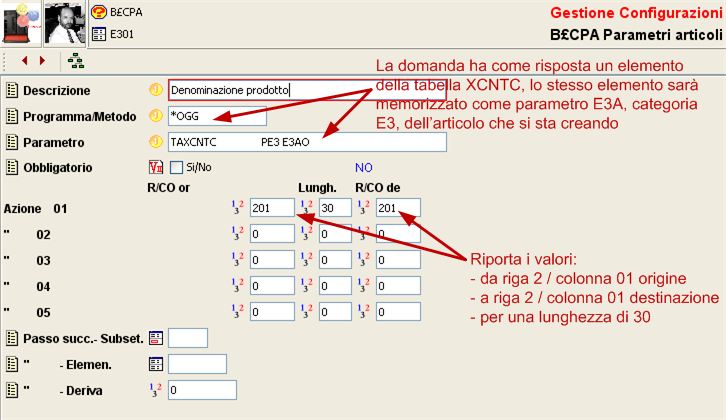 B£CPA
E301
Gestione Configurazioni
B£CPA Parametri articoli
La domanda ha come risposta un elemento
della tabella XCNTC, lo stesso elemento sarà
memorizzato come parametro E3A, categoria
E3, dell'articolo che si sta creando
Descrizione Denominazione prodotto
Programma/Metodo *OGG
Parametro TAXCNTC PE3 E3AO
Obbligatorio Si/No NO
R/CO or Lungh. R/CO de
Azione 01 201 30 201
" 02 0 0 0
" 03 0 0 0
" 04 0 0 0
" 05 0 0 0
Riporta i valori:
- da riga 2 / colonna 01 origine
- a riga 2 / colonna 01 destinazione
- per una lunghezza di 30
Passo succ.- Subset.
" - Elemen.
" - Deriva 0